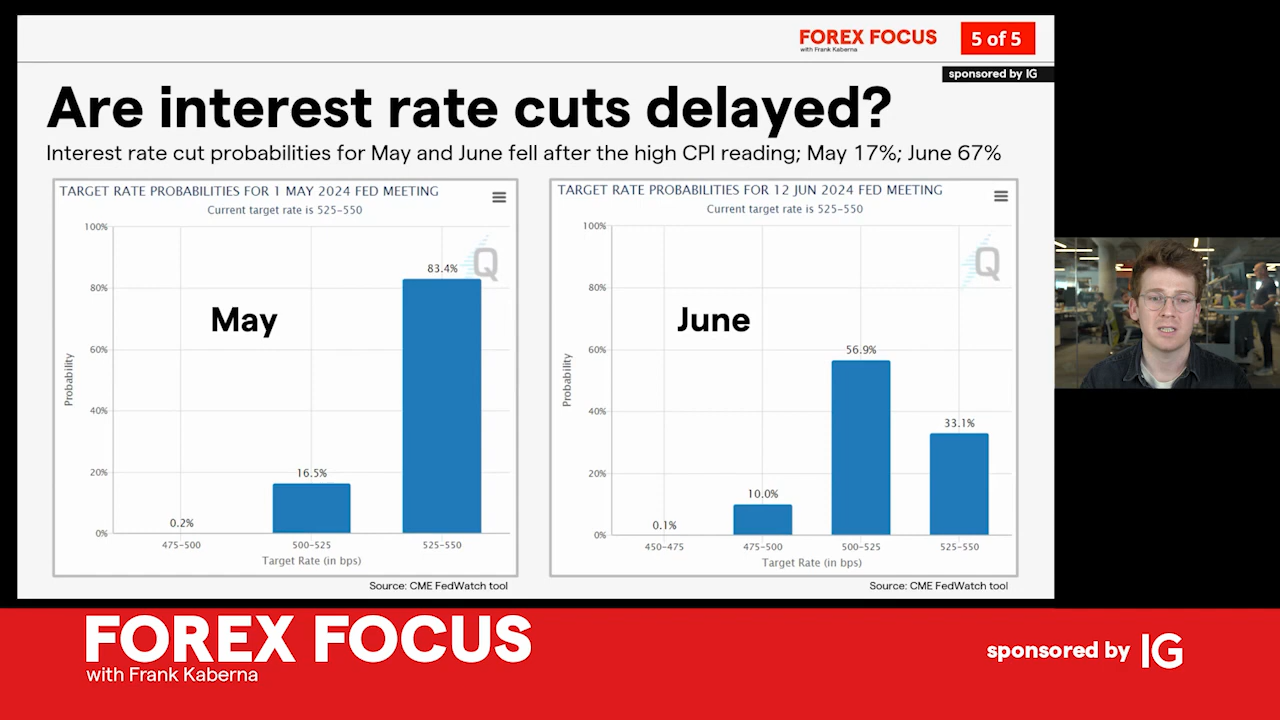 FOREX FOCUS
with Frank Kaberna
5 of 5
sponsored by IG
Are interest rate cuts delayed?
Interest rate cut probabilities for May and June fell after the high CPI reading; May 17%; June 67%
TARGET RATE PROBABILITIES FOR 1 MAY 2024 FED MEETING
Current target rate is 525–550
Q
100%
80%
60%
40%
20%
0%
Probability
May
0.2%
16.5%
83.4%
475–500
500–525
525–550
Target Rate (in bps)
Source: CME FedWatch tool
TARGET RATE PROBABILITIES FOR 12 JUN 2024 FED MEETING
Current target rate is 525–550
Q
100%
80%
60%
40%
20%
0%
Probability
June
0.1%
10.0%
56.9%
33.1%
450–475
475–500
500–525
525–550
Target Rate (in bps)
Source: CME FedWatch tool
FOREX FOCUS
with Frank Kaberna
sponsored by IG